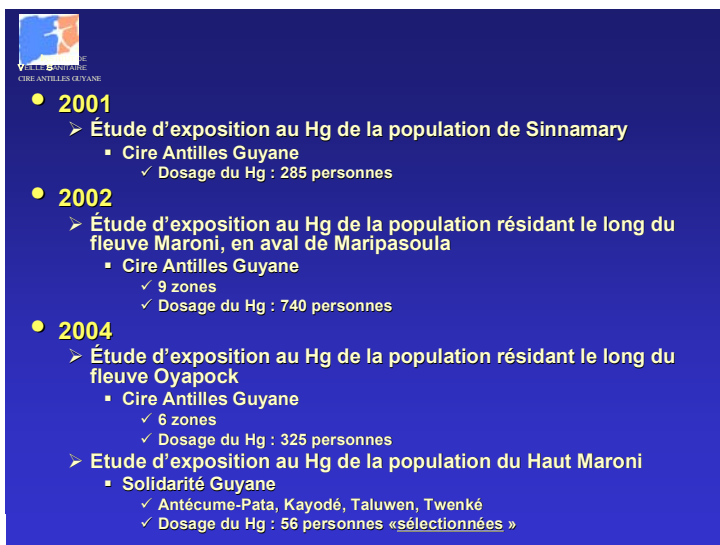 DE
VEILLE SANITAIRE
CIRE ANTILLES GUYANE
• 2001
➢ Étude d'exposition au Hg de la population de Sinnamary
▪ Cire Antilles Guyane
✓ Dosage du Hg : 285 personnes
• 2002
➢ Étude d'exposition au Hg de la population résidant le long du
fleuve Maroni, en aval de Maripasoula
▪ Cire Antilles Guyane
✓ 9 zones
✓ Dosage du Hg : 740 personnes
• 2004
➢ Étude d'exposition au Hg de la population résidant le long du
fleuve Oyapock
▪ Cire Antilles Guyane
✓ 6 zones
✓ Dosage du Hg : 325 personnes
➢ Etude d'exposition au Hg de la population du Haut Maroni
▪ Solidarité Guyane
✓ Antécume-Pata, Kayodé, Taluwen, Twenké
✓ Dosage du Hg : 56 personnes «sélectionnées »